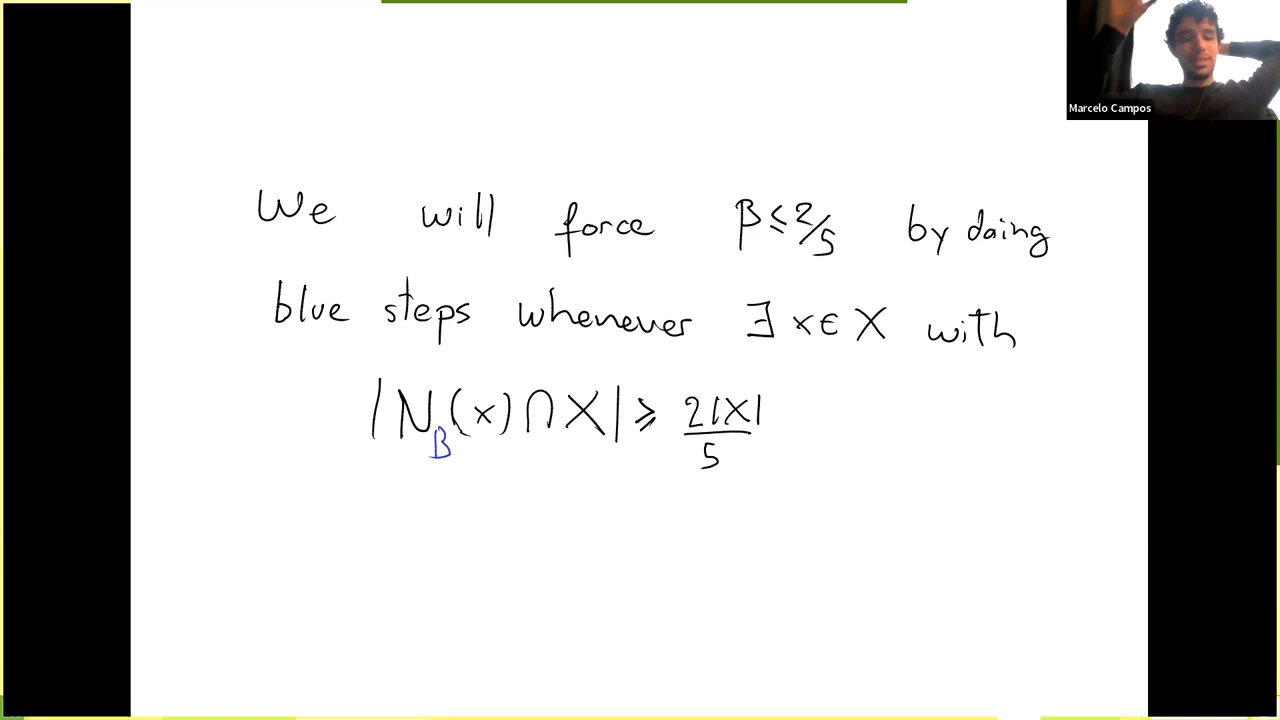 Marcelo Campos
We will force β ≤ 2/5 by doing
blue steps whenever ∃ x ∈ X with
|N_B(x) ∩ X| ≥ 2|X|/5